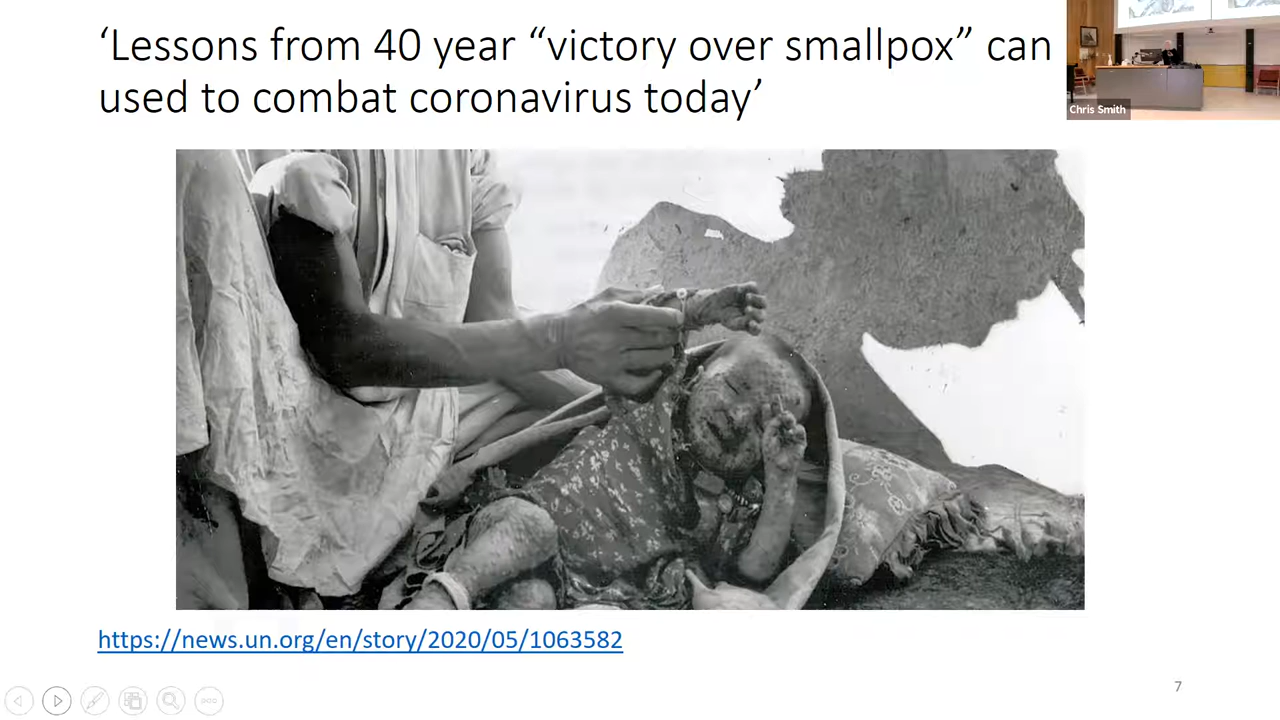 ‘Lessons from 40 year “victory over smallpox” can
used to combat coronavirus today’
Chris Smith
https://news.un.org/en/story/2020/05/1063582
7